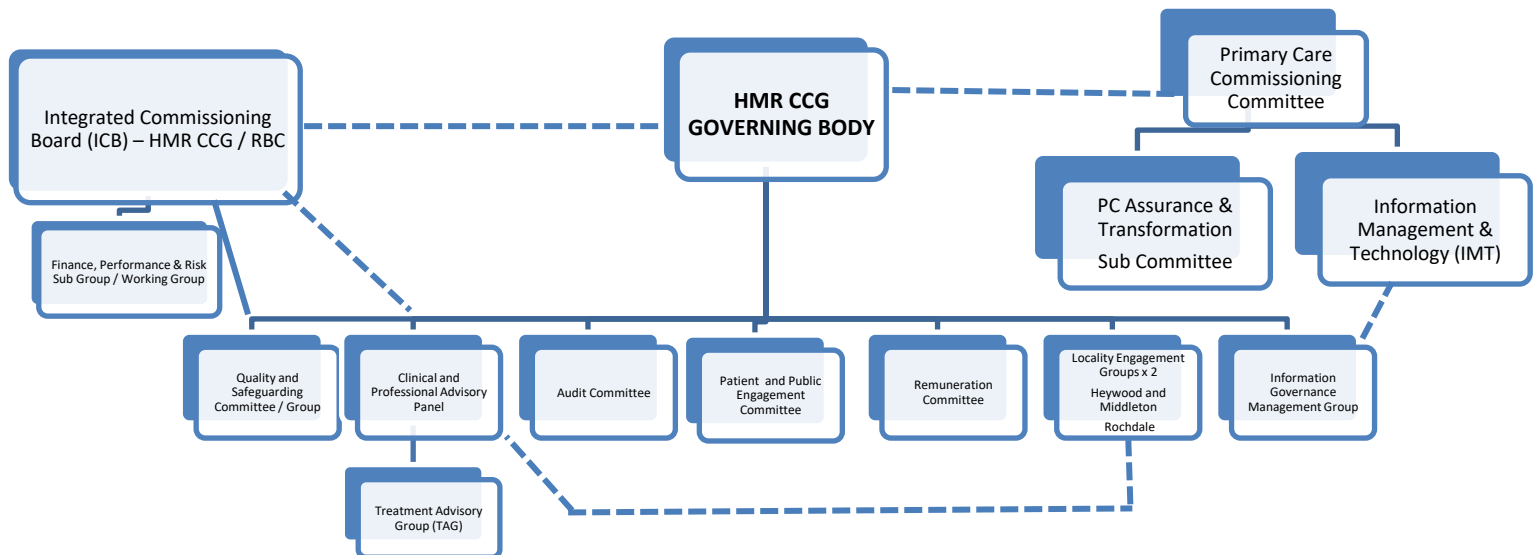 Integrated Commissioning
Board (ICB) – HMR CCG / RBC
HMR CCG
GOVERNING BODY
Primary Care
Commissioning
Committee
PC Assurance &
Transformation
Sub Committee
Information
Management &
Technology (IMT)
Finance, Performance & Risk
Sub Group / Working Group
Quality and
Safeguarding
Committee / Group
Clinical and
Professional Advisory
Panel
Audit Committee
Patient and Public
Engagement
Committee
Remuneration
Committee
Locality Engagement
Groups x 2
Heywood and
Middleton
Rochdale
Information
Governance
Management Group
Treatment Advisory
Group (TAG)